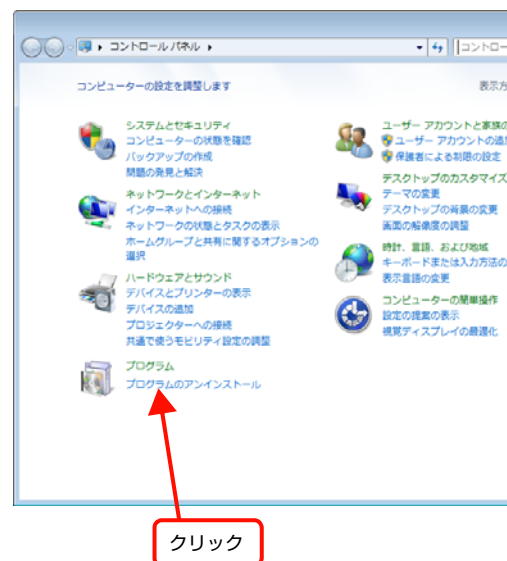 コントロール パネル
コントロー
コンピューターの設定を調整します
表示方
システムとセキュリティ
コンピューターの状態を確認
バックアップの作成
問題の発見と解決
ネットワークとインターネット
インターネットへの接続
ネットワークの状態とタスクの表示
ホームグループと共有に関するオプションの
選択
ハードウェアとサウンド
デバイスとプリンターの表示
デバイスの追加
プロジェクターへの接続
共通で使うモビリティ設定の調整
プログラム
プログラムのアンインストール
ユーザー アカウントと家族の
ユーザー アカウントの追加
保護者による制限の設定
デスクトップのカスタマイズ
テーマの変更
デスクトップの背景の変更
画面の解像度の調整
時計、言語、および地域
キーボードまたは入力方法の
表示言語の変更
コンピューターの簡単操作
設定の提案の表示
視覚ディスプレイの最適化
クリック